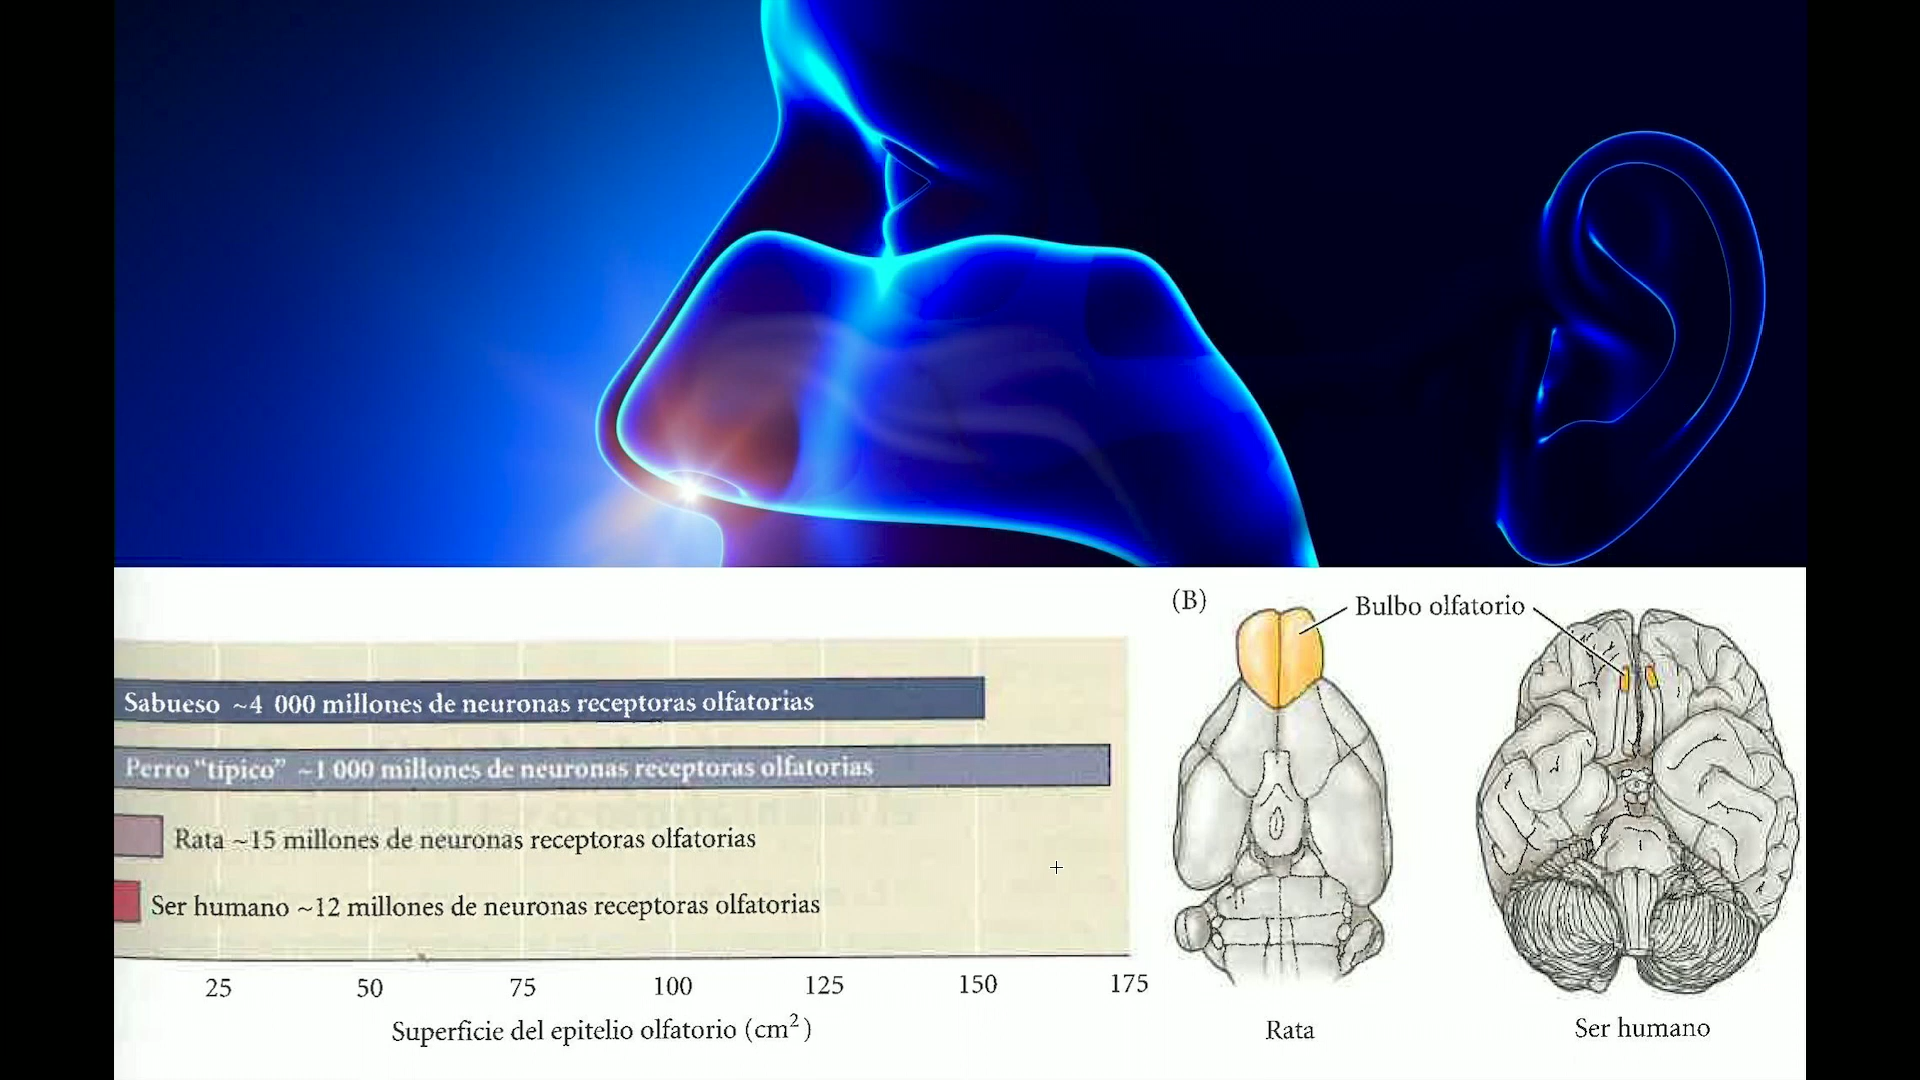 (B)
Bulbo olfatorio
Sabueso ~4 000 millones de neuronas receptoras olfatorias
Perro “típico” ~1 000 millones de neuronas receptoras olfatorias
Rata ~15 millones de neuronas receptoras olfatorias
Ser humano ~12 millones de neuronas receptoras olfatorias
25 50 75 100 125 150 175
Superficie del epitelio olfatorio (cm²)
Rata
Ser humano